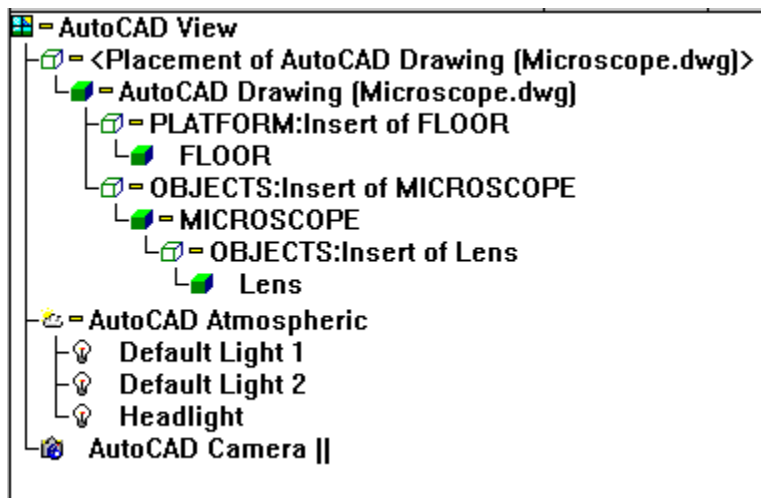 AutoCAD View
<Placement of AutoCAD Drawing (Microscope.dwg)>
AutoCAD Drawing (Microscope.dwg)
PLATFORM:Insert of FLOOR
FLOOR
OBJECTS:Insert of MICROSCOPE
MICROSCOPE
OBJECTS:Insert of Lens
Lens
AutoCAD Atmospheric
Default Light 1
Default Light 2
Headlight
AutoCAD Camera ||